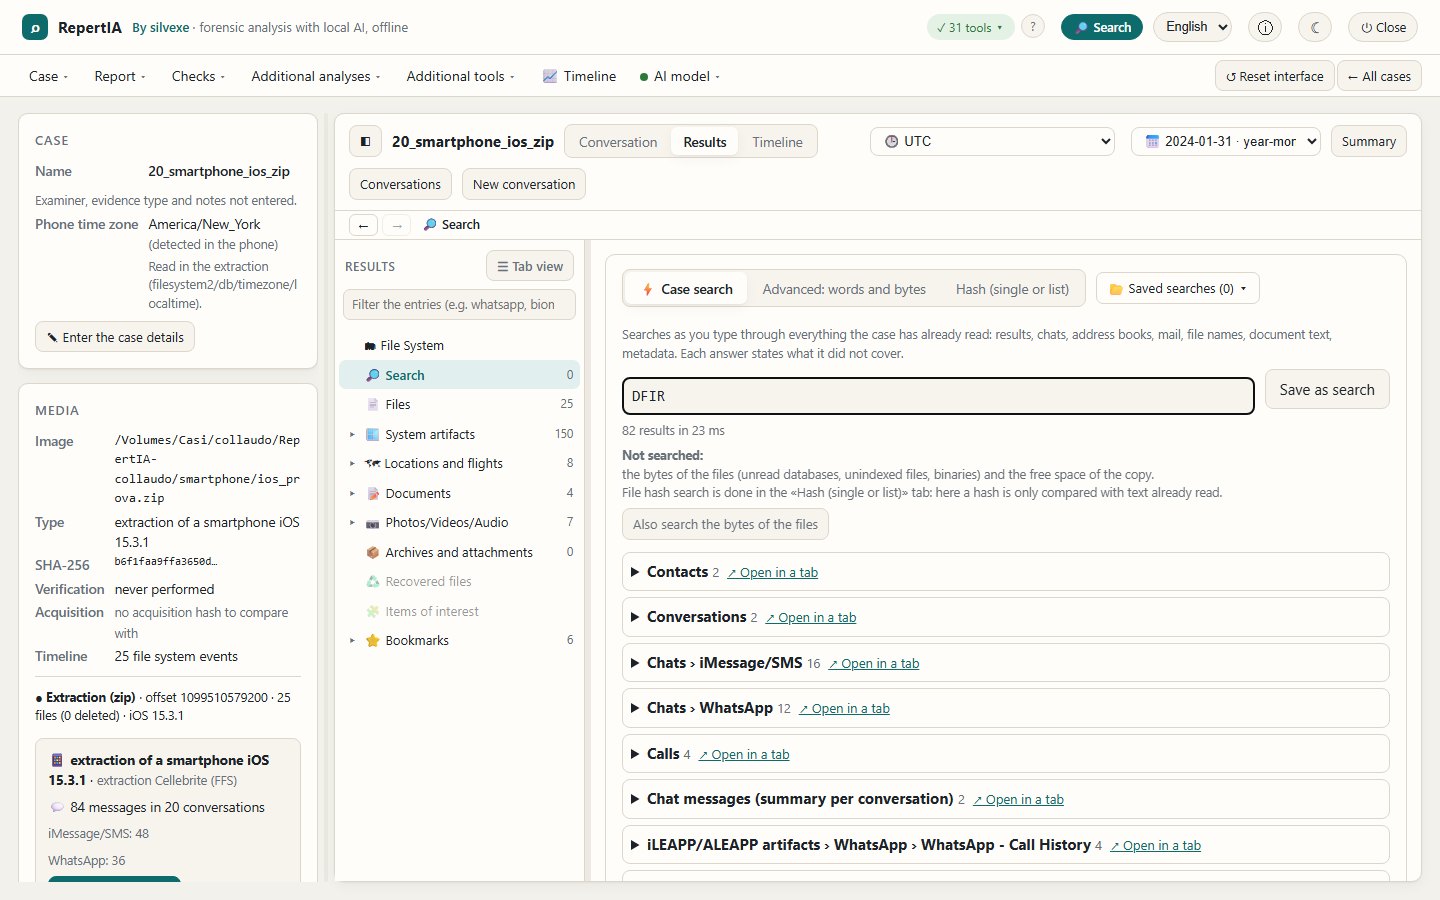 RepertIA By silvexe · forensic analysis with local AI, offline
✓ 31 tools ▾ ? 🔎 Search English ⓘ ☾ ⏻ Close
Case ▾ Report ▾ Checks ▾ Additional analyses ▾ Additional tools ▾ 📈 Timeline ● AI model ▾ ↺ Reset interface ← All cases
CASE
Name 20_smartphone_ios_zip
Examiner, evidence type and notes not entered.
Phone time zone America/New_York
(detected in the phone)
Read in the extraction
(filesystem2/db/timezone/l
ocaltime).
✎ Enter the case details
MEDIA
Image /Volumes/Casi/collaudo/Rep
ertIA-
collaudo/smartphone/ios_pr
ova.zip
Type extraction of a smartphone iOS
15.3.1
SHA-256 b6f1faa9ffa3650d…
Verification never performed
Acquisition no acquisition hash to compare
with
Timeline 25 file system events
● Extraction (zip) · offset 1099510579200 · 25
files (0 deleted) · iOS 15.3.1
extraction of a smartphone iOS
15.3.1 · extraction Cellebrite (FFS)
84 messages in 20 conversations
iMessage/SMS: 48
WhatsApp: 36
20_smartphone_ios_zip Conversation Results Timeline UTC 2024-01-31 · year-mor Summary
Conversations New conversation
← → 🔎 Search
RESULTS ☰ Tab view
Filter the entries (e.g. whatsapp, bion
File System
Search 0
Files 25
System artifacts 150
Locations and flights 8
Documents 4
Photos/Videos/Audio 7
Archives and attachments 0
Recovered files
Items of interest
Bookmarks 6
Case search Advanced: words and bytes Hash (single or list) Saved searches (0) ▾
Searches as you type through everything the case has already read: results, chats, address books, mail, file names, document text,
metadata. Each answer states what it did not cover.
DFIR Save as search
82 results in 23 ms
Not searched:
the bytes of the files (unread databases, unindexed files, binaries) and the free space of the copy.
File hash search is done in the «Hash (single or list)» tab: here a hash is only compared with text already read.
Also search the bytes of the files
▶ Contacts 2 ↗ Open in a tab
▶ Conversations 2 ↗ Open in a tab
▶ Chats › iMessage/SMS 16 ↗ Open in a tab
▶ Chats › WhatsApp 12 ↗ Open in a tab
▶ Calls 4 ↗ Open in a tab
▶ Chat messages (summary per conversation) 2 ↗ Open in a tab
▶ iLEAPP/ALEAPP artifacts › WhatsApp › WhatsApp - Call History 4 ↗ Open in a tab